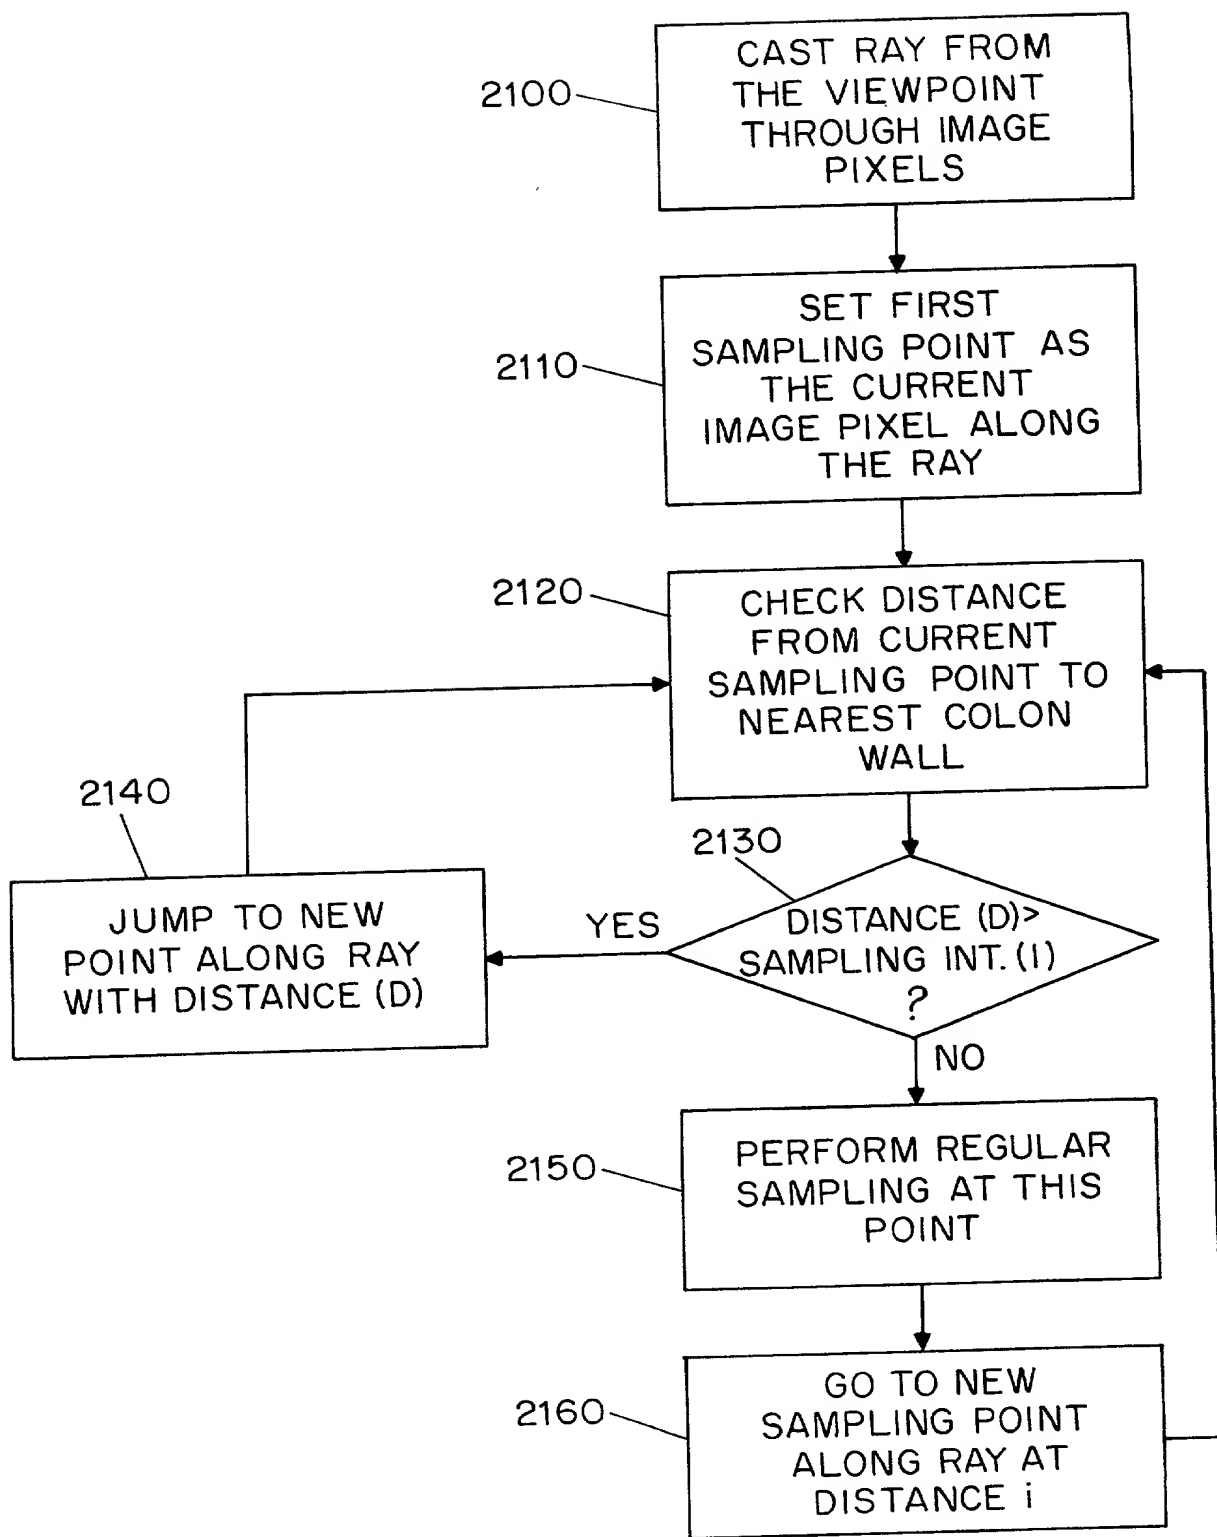 2100
CAST RAY FROM
THE VIEWPOINT
THROUGH IMAGE
PIXELS
2110
SET FIRST
SAMPLING POINT AS
THE CURRENT
IMAGE PIXEL ALONG
THE RAY
2120
CHECK DISTANCE
FROM CURRENT
SAMPLING POINT TO
NEAREST COLON
WALL
2130
DISTANCE (D)>
SAMPLING INT. (I)
?
YES
2140
JUMP TO NEW
POINT ALONG RAY
WITH DISTANCE (D)
NO
2150
PERFORM REGULAR
SAMPLING AT THIS
POINT
2160
GO TO NEW
SAMPLING POINT
ALONG RAY AT
DISTANCE i